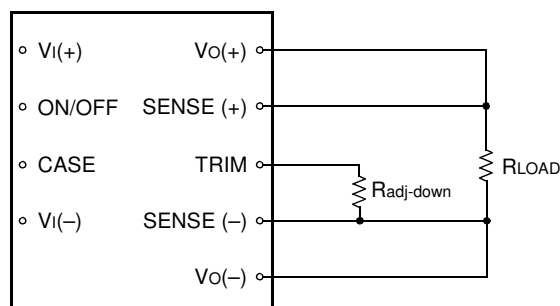 VI(+)
VO(+)
ON/OFF
SENSE (+)
CASE
TRIM
Radj-down
RLOAD
VI(–)
SENSE (–)
VO(–)